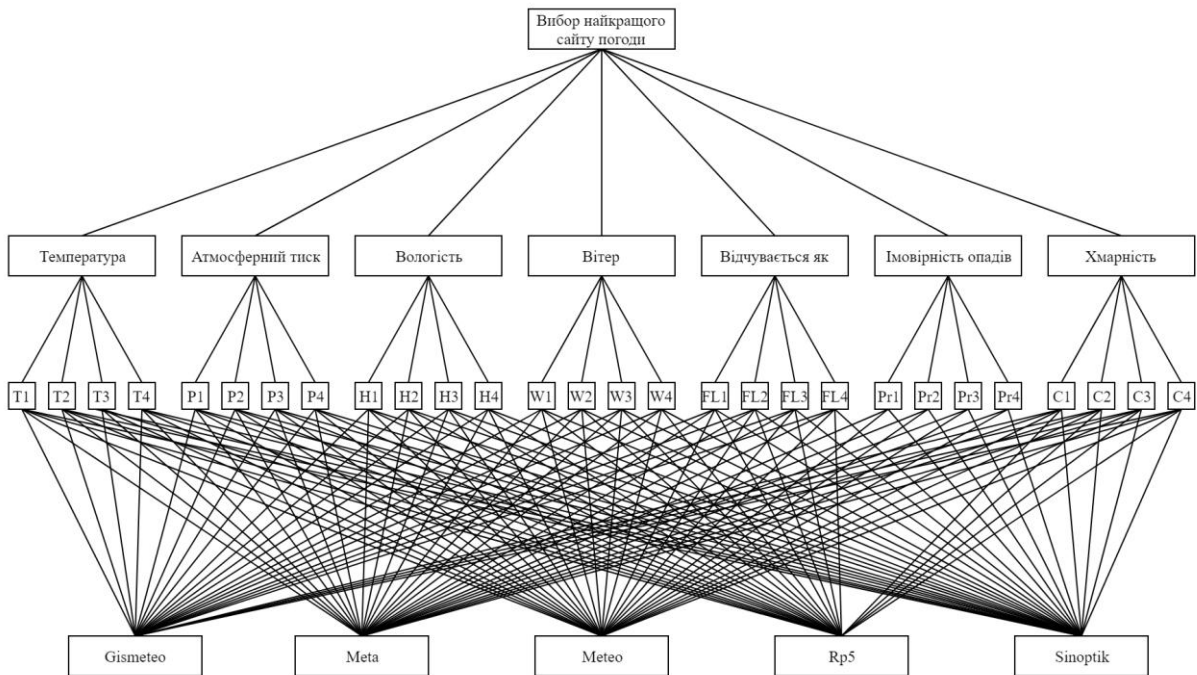 Вибор найкращого
сайту погоди
Температура
Атмосферний тиск
Вологість
Вітер
Відчувається як
Імовірність опадів
Хмарність
T1 T2 T3 T4 P1 P2 P3 P4 H1 H2 H3 H4 W1 W2 W3 W4 FL1 FL2 FL3 FL4 Pr1 Pr2 Pr3 Pr4 C1 C2 C3 C4
Gismeteo
Meta
Meteo
Rp5
Sinoptik